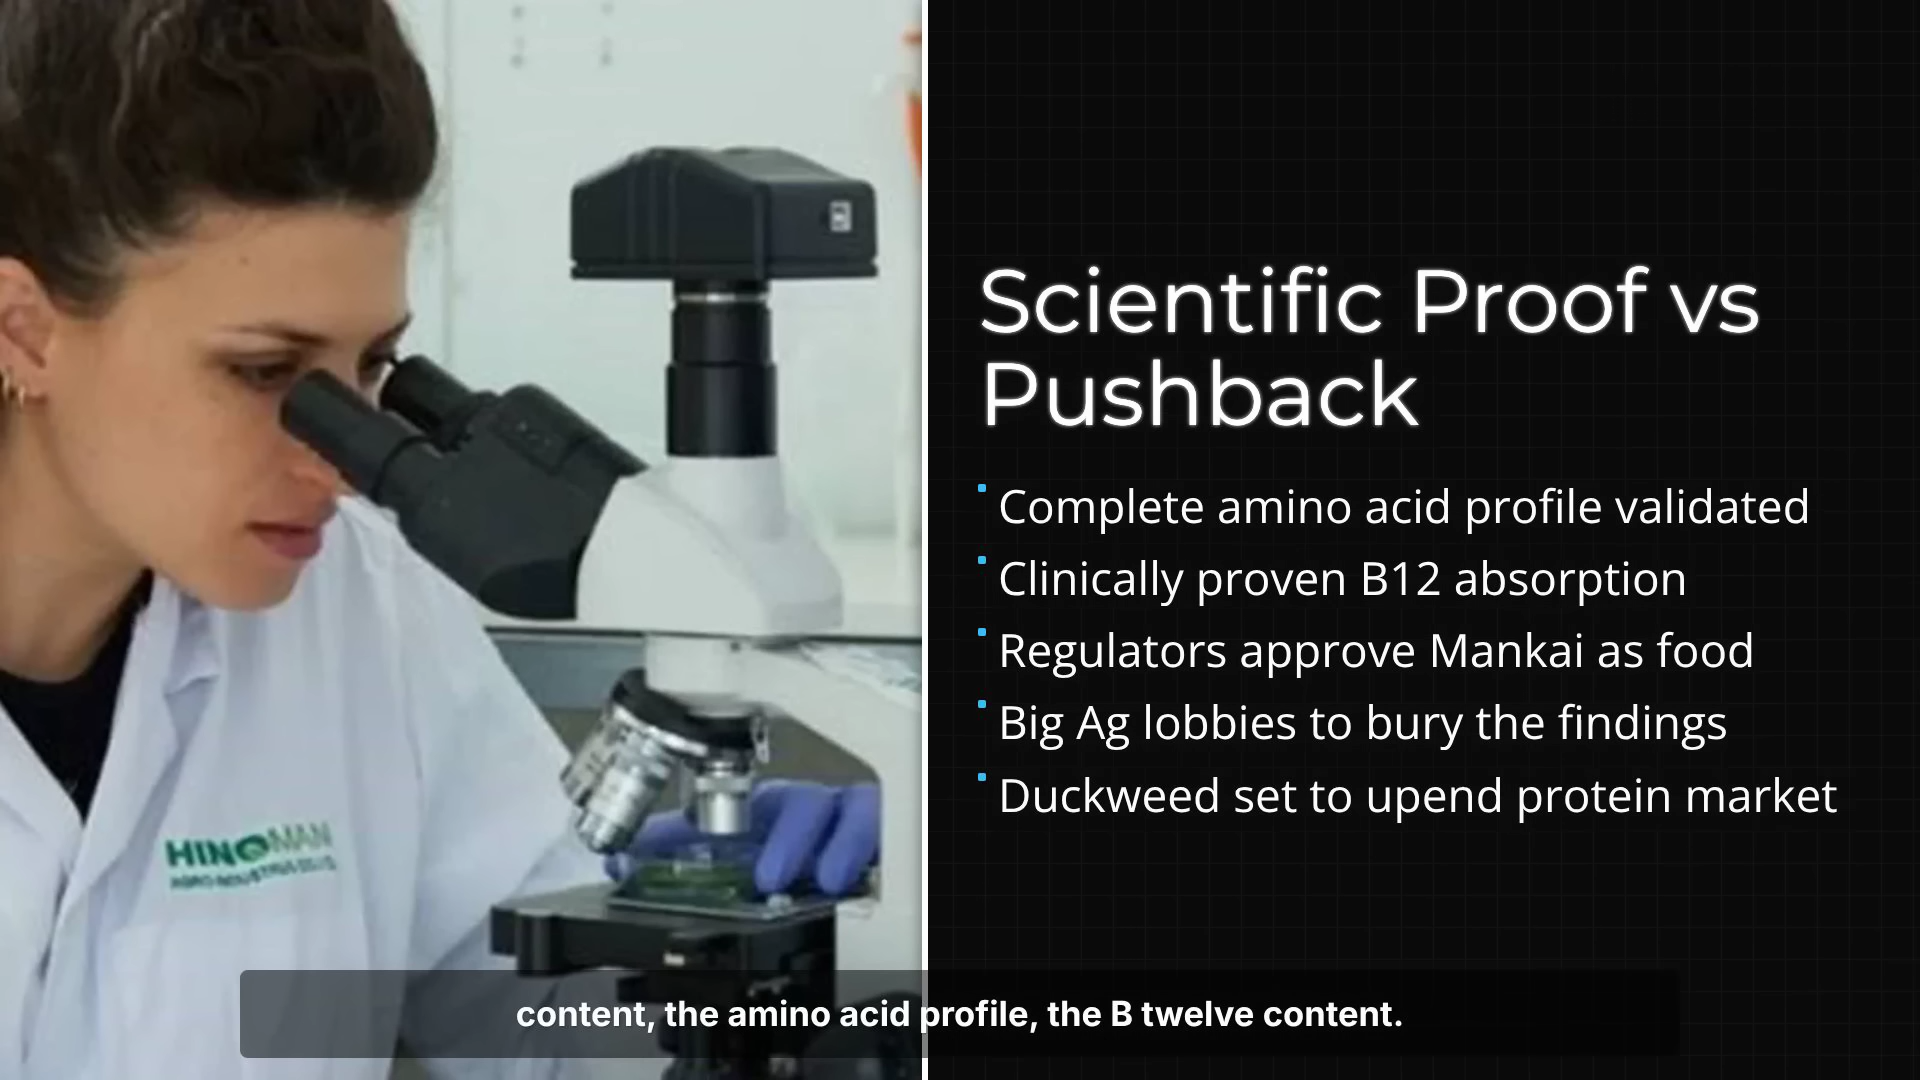 Scientific Proof vs
Pushback
Complete amino acid profile validated
Clinically proven B12 absorption
Regulators approve Mankai as food
Big Ag lobbies to bury the findings
Duckweed set to upend protein market
HINOMAN
content, the amino acid profile, the B twelve content.